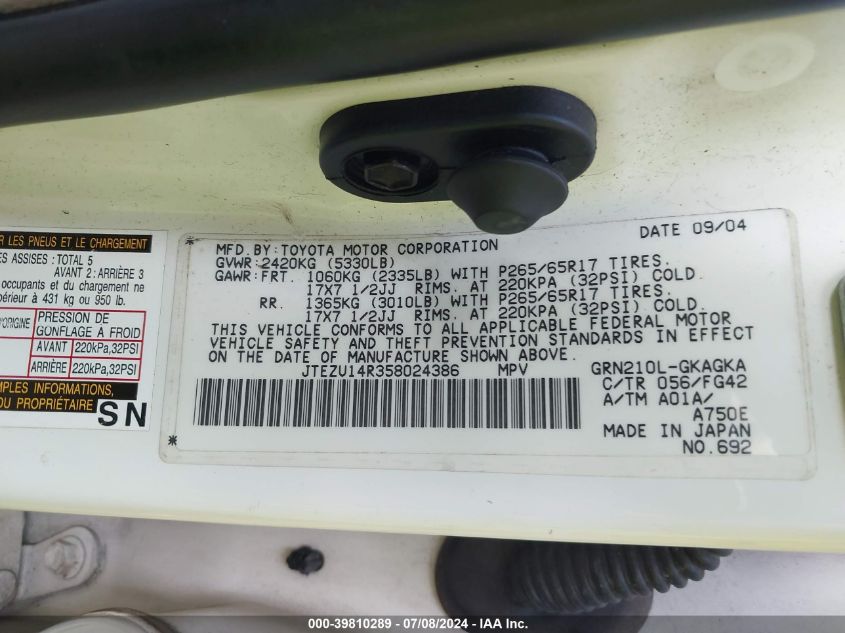 R LES PNEUS ET LE CHARGEMENT
ES ASSISES : TOTAL 5
AVANT 2 : ARRIÈRE 3
occupants et du chargement ne
périeur à 431 kg ou 950 lb.
'ORIGINE PRESSION DE GONFLAGE A FROID
AVANT 220kPa,32PSI
ARRIÈRE 220kPa,32PSI
MPLES INFORMATIONS,
DU PROPRIÉTAIRE SN
DATE 09/04
MFD. BY: TOYOTA MOTOR CORPORATION
GVWR: 2420KG (5330LB)
GAWR: FRT. 1060KG (2335LB) WITH P265/65R17 TIRES.
17X7 1/2JJ RIMS. AT 220KPA (32PSI) COLD.
RR. 1365KG (3010LB) WITH P265/65R17 TIRES.
17X7 1/2JJ RIMS. AT 220KPA (32PSI) COLD.
THIS VEHICLE CONFORMS TO ALL APPLICABLE FEDERAL MOTOR
VEHICLE SAFETY AND THEFT PREVENTION STANDARDS IN EFFECT
ON THE DATE OF MANUFACTURE SHOWN ABOVE.
JTEZU14R358024386 MPV GRN210L-GKAGKA
C/TR 056/FG42
A/TM A01A/
A750E
MADE IN JAPAN
NO.692
000-39810289 - 07/08/2024 - IAA Inc.